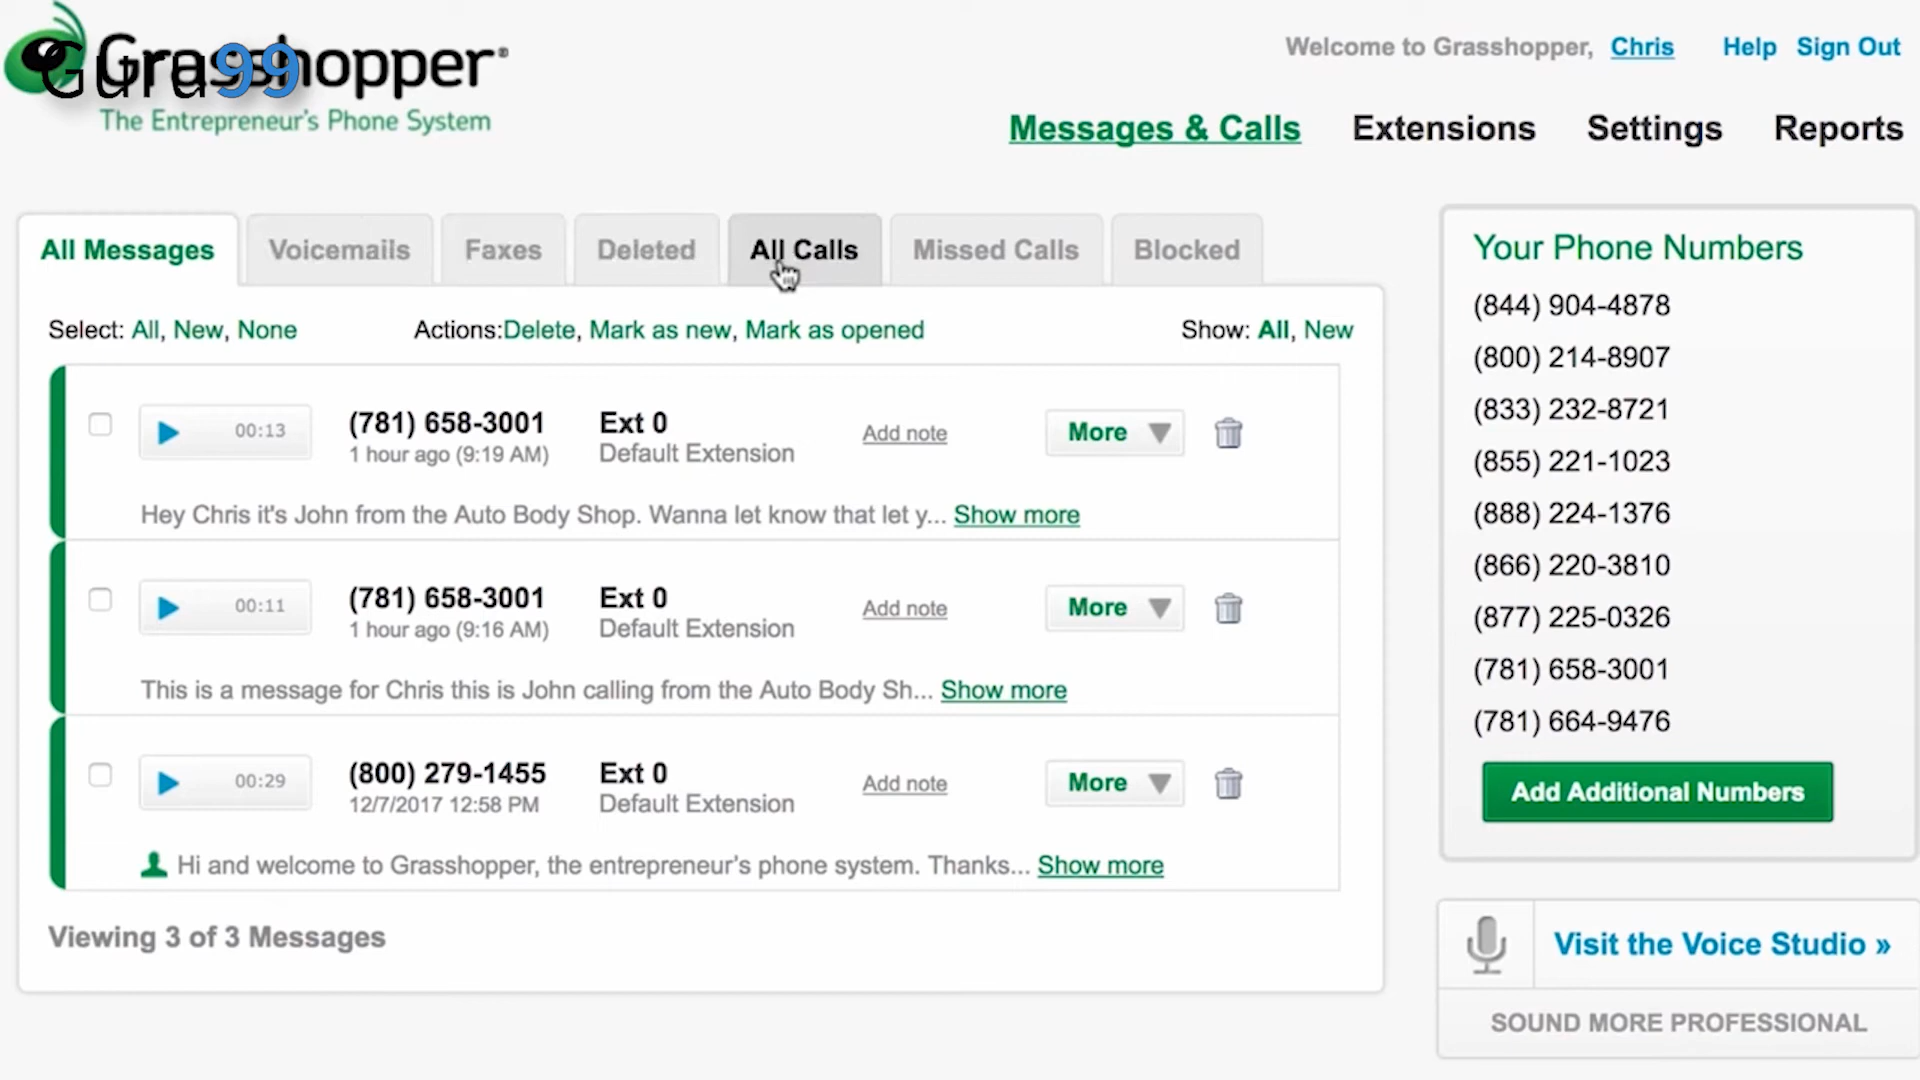 Grasshopper®
Guru99
The Entrepreneur's Phone System
Welcome to Grasshopper, Chris Help Sign Out
Messages & Calls Extensions Settings Reports
All Messages Voicemails Faxes Deleted All Calls Missed Calls Blocked
Select: All, New, None Actions:Delete, Mark as new, Mark as opened Show: All, New
00:13 (781) 658-3001 Ext 0 Add note More
1 hour ago (9:19 AM) Default Extension
Hey Chris it's John from the Auto Body Shop. Wanna let know that let y... Show more
00:11 (781) 658-3001 Ext 0 Add note More
1 hour ago (9:16 AM) Default Extension
This is a message for Chris this is John calling from the Auto Body Sh... Show more
00:29 (800) 279-1455 Ext 0 Add note More
12/7/2017 12:58 PM Default Extension
Hi and welcome to Grasshopper, the entrepreneur's phone system. Thanks... Show more
Viewing 3 of 3 Messages
Your Phone Numbers
(844) 904-4878
(800) 214-8907
(833) 232-8721
(855) 221-1023
(888) 224-1376
(866) 220-3810
(877) 225-0326
(781) 658-3001
(781) 664-9476
Add Additional Numbers
Visit the Voice Studio »
SOUND MORE PROFESSIONAL